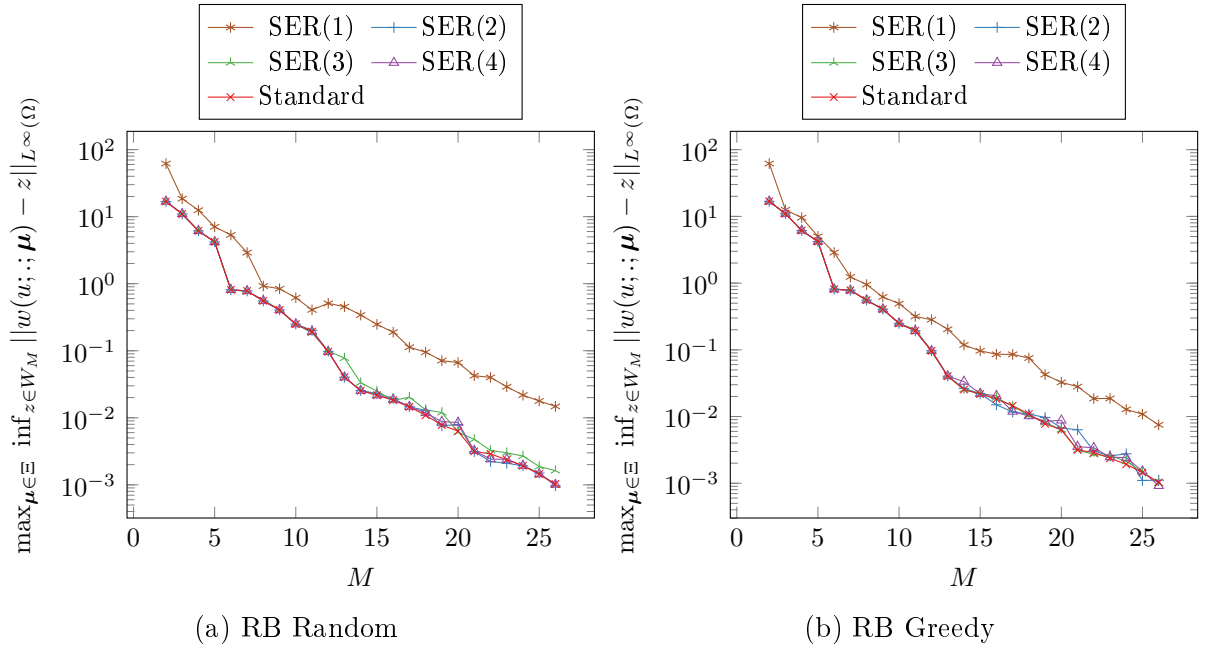 SER(1) SER(2)
SER(3) SER(4)
Standard
max_{μ∈Ξ} inf_{z∈W_M} ||w(u; .; μ) − z||_{L^∞(Ω)}
10^2
10^1
10^0
10^{−1}
10^{−2}
10^{−3}
0 5 10 15 20 25
M
(a) RB Random
SER(1) SER(2)
SER(3) SER(4)
Standard
max_{μ∈Ξ} inf_{z∈W_M} ||w(u; .; μ) − z||_{L^∞(Ω)}
10^2
10^1
10^0
10^{−1}
10^{−2}
10^{−3}
0 5 10 15 20 25
M
(b) RB Greedy